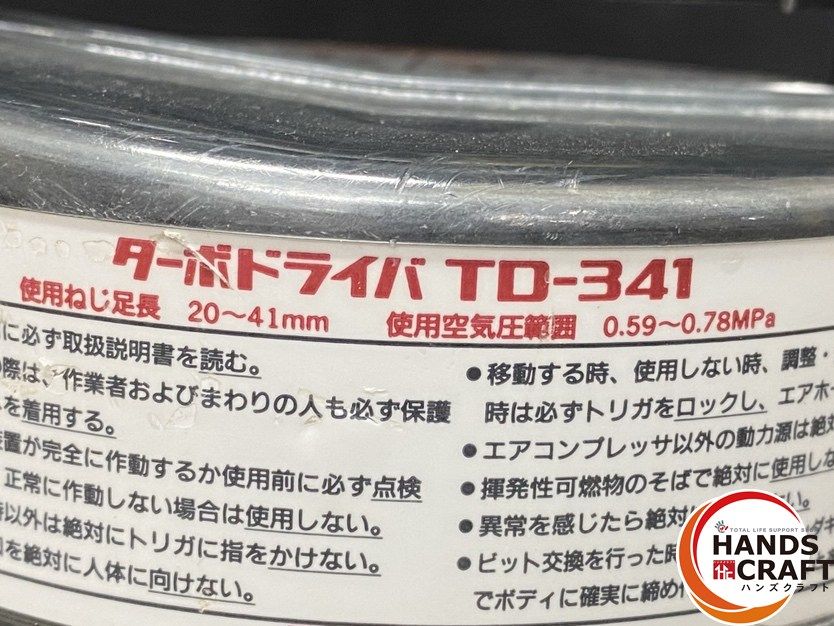 ターボドライバ TD-341
使用ねじ足長 20〜41mm 使用空気圧範囲 0.59〜0.78MPa
に必ず取扱説明書を読む。
際は、作業者およびまわりの人も必ず保護
を着用する。
装置が完全に作動するか使用前に必ず点検
正常に作動しない場合は使用しない。
時以外は絶対にトリガに指をかけない。
を絶対に人体に向けない。
●移動する時、使用しない時、調整・
時は必ずトリガをロックし、エアホ
●エアコンプレッサ以外の動力源は絶対
●揮発性可燃物のそばで絶対に使用し
●異常を感じたら絶対 ない。
●ビット交換を行った時
でボディに確実に締め
TOTAL LIFE SUPPORT
HANDS
CRAFT
ハンズクラフト